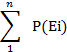 n
∑ P(Ei)
1